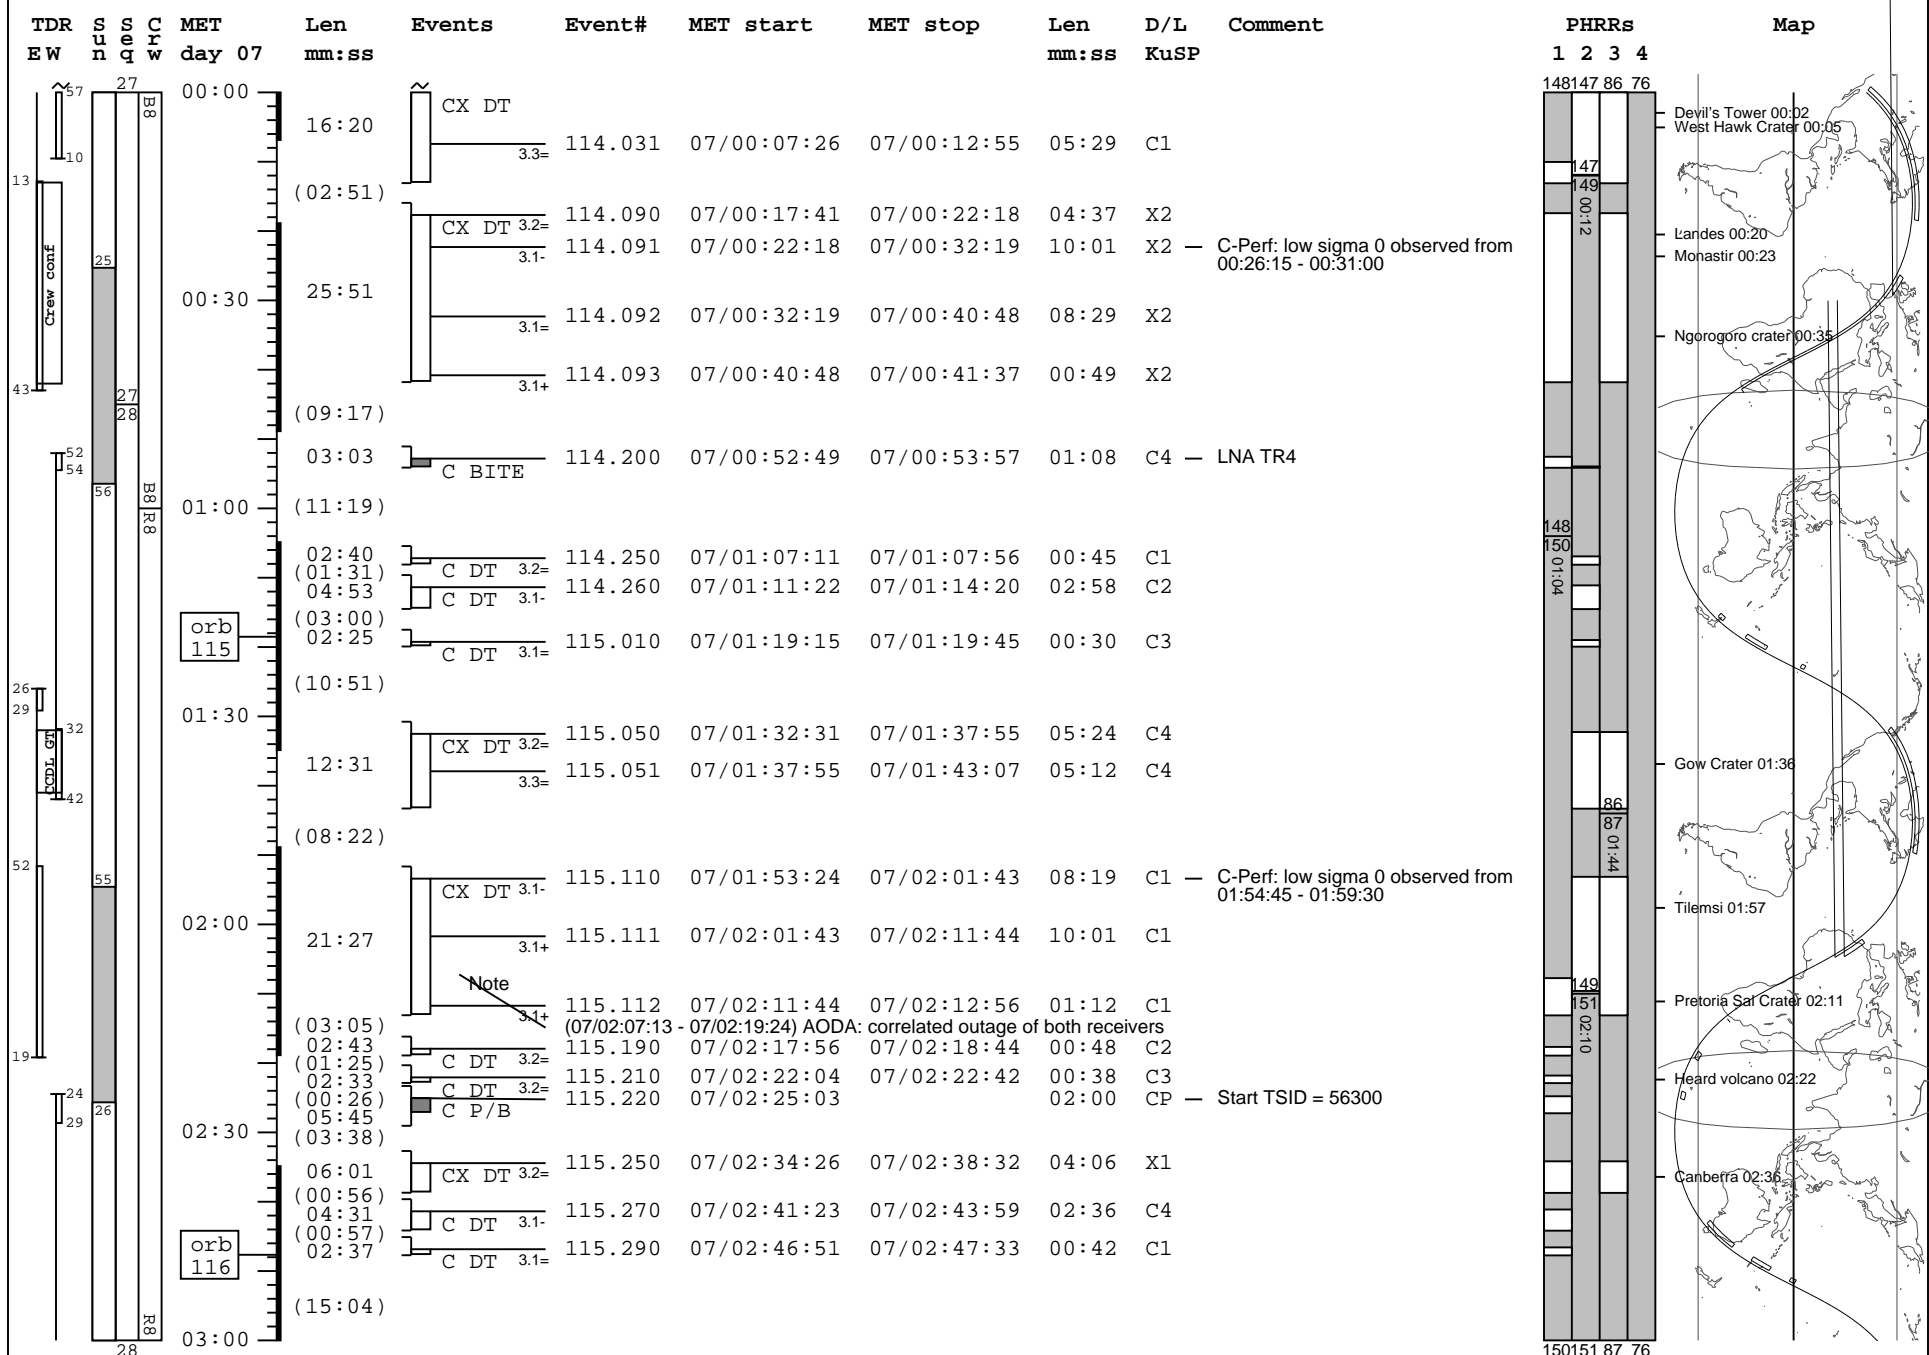 TDR Sun Seq Crw MET Len Events Event# MET start MET stop Len D/L Comment PHRRs Map
E W day 07 mm:ss mm:ss KuSP 1 2 3 4
~ 57 27 B8 00:00 ~ CX DT 148 147 86 76
Devil's Tower 00:02
16:20
West Hawk Crater 00:05
10 3.3= 114.031 07/00:07:26 07/00:12:55 05:29 C1
147
13 (02:51) 149 00:12
CX DT 3.2= 114.090 07/00:17:41 07/00:22:18 04:37 X2
Landes 00:20
25 3.1- 114.091 07/00:22:18 07/00:32:19 10:01 X2 — C-Perf: low sigma 0 observed from
00:26:15 - 00:31:00
Monastir 00:23
Crew conf
00:30 25:51
3.1= 114.092 07/00:32:19 07/00:40:48 08:29 X2
Ngorogoro crater 00:35
43 3.1+ 114.093 07/00:40:48 07/00:41:37 00:49 X2
27
28 (09:17)
52 03:03 C BITE 114.200 07/00:52:49 07/00:53:57 01:08 C4 — LNA TR4
54
56 B8
R8 01:00 (11:19)
148
150 01:04
02:40 C DT 3.2= 114.250 07/01:07:11 07/01:07:56 00:45 C1
(01:31)
04:53 C DT 3.1- 114.260 07/01:11:22 07/01:14:20 02:58 C2
(03:00)
orb
115 02:25 C DT 3.1= 115.010 07/01:19:15 07/01:19:45 00:30 C3
26 (10:51)
29
01:30
32 CX DT 3.2= 115.050 07/01:32:31 07/01:37:55 05:24 C4
CCDL GT 12:31 3.3= 115.051 07/01:37:55 07/01:43:07 05:12 C4
Gow Crater 01:36
42
86
87 01:44
(08:22)
52
55 CX DT 3.1- 115.110 07/01:53:24 07/02:01:43 08:19 C1 — C-Perf: low sigma 0 observed from
01:54:45 - 01:59:30
Tilemsi 01:57
02:00 21:27 3.1+ 115.111 07/02:01:43 07/02:11:44 10:01 C1
Note
149
151 02:10
3.1+ 115.112 07/02:11:44 07/02:12:56 01:12 C1
Pretoria Sal Crater 02:11
(03:05) (07/02:07:13 - 07/02:19:24) AODA: correlated outage of both receivers
19 02:43 C DT 3.2= 115.190 07/02:17:56 07/02:18:44 00:48 C2
(01:25)
02:33 C DT 3.2= 115.210 07/02:22:04 07/02:22:42 00:38 C3
Heard volcano 02:22
24 (00:26) C P/B 115.220 07/02:25:03 02:00 CP — Start TSID = 56300
26 05:45
29
02:30 (03:38)
06:01 CX DT 3.2= 115.250 07/02:34:26 07/02:38:32 04:06 X1
Canberra 02:36
(00:56)
04:31 C DT 3.1- 115.270 07/02:41:23 07/02:43:59 02:36 C4
(00:57)
orb
116 02:37 C DT 3.1= 115.290 07/02:46:51 07/02:47:33 00:42 C1
(15:04)
R8
03:00
28 150 151 87 76